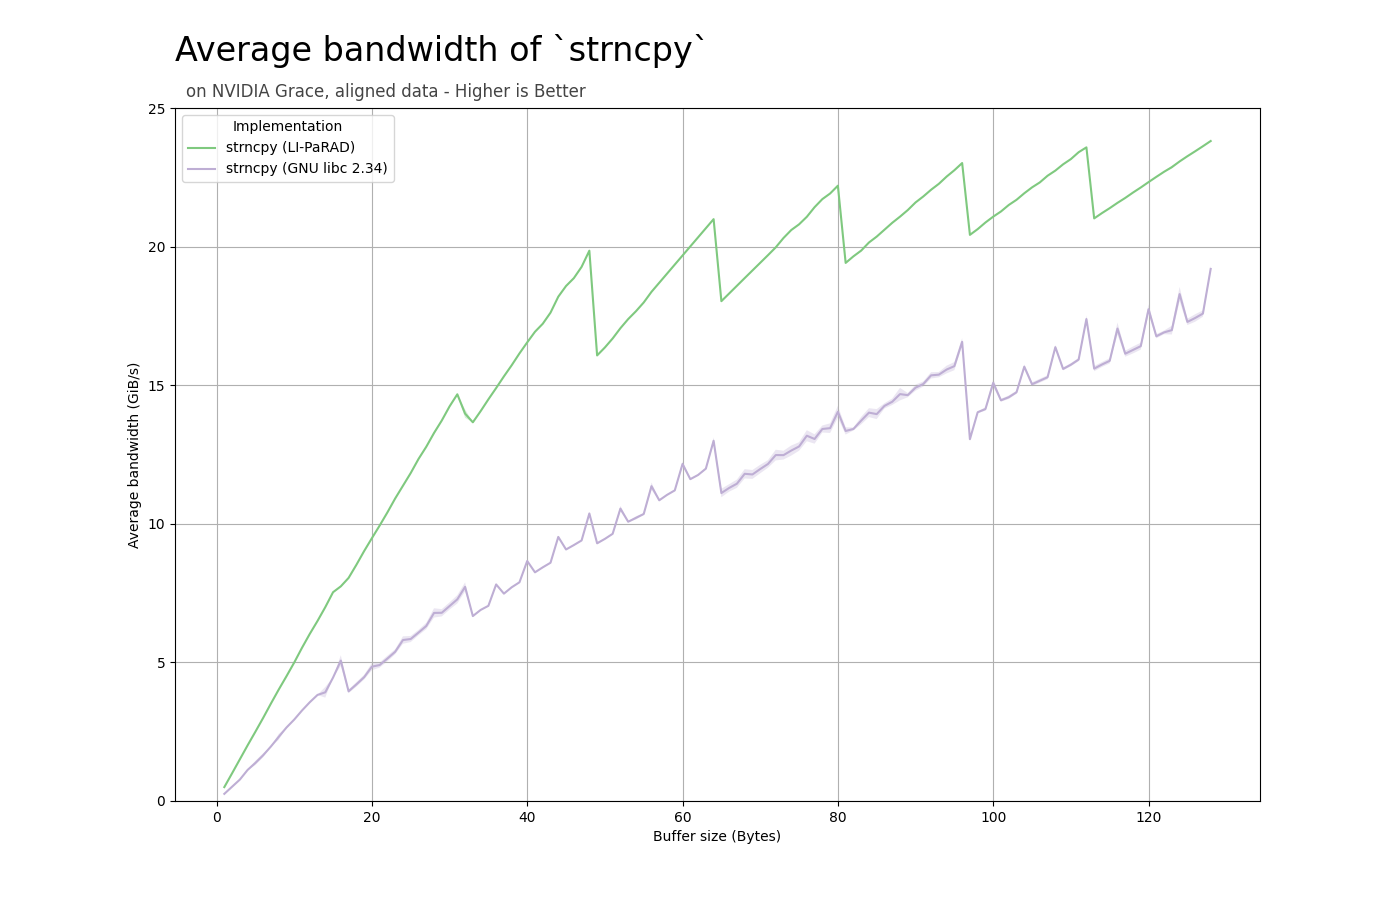 Average bandwidth of `strncpy`
on NVIDIA Grace, aligned data - Higher is Better
Implementation
strncpy (LI-PaRAD)
strncpy (GNU libc 2.34)
25
20
15
10
5
0
Average bandwidth (GiB/s)
0 20 40 60 80 100 120
Buffer size (Bytes)